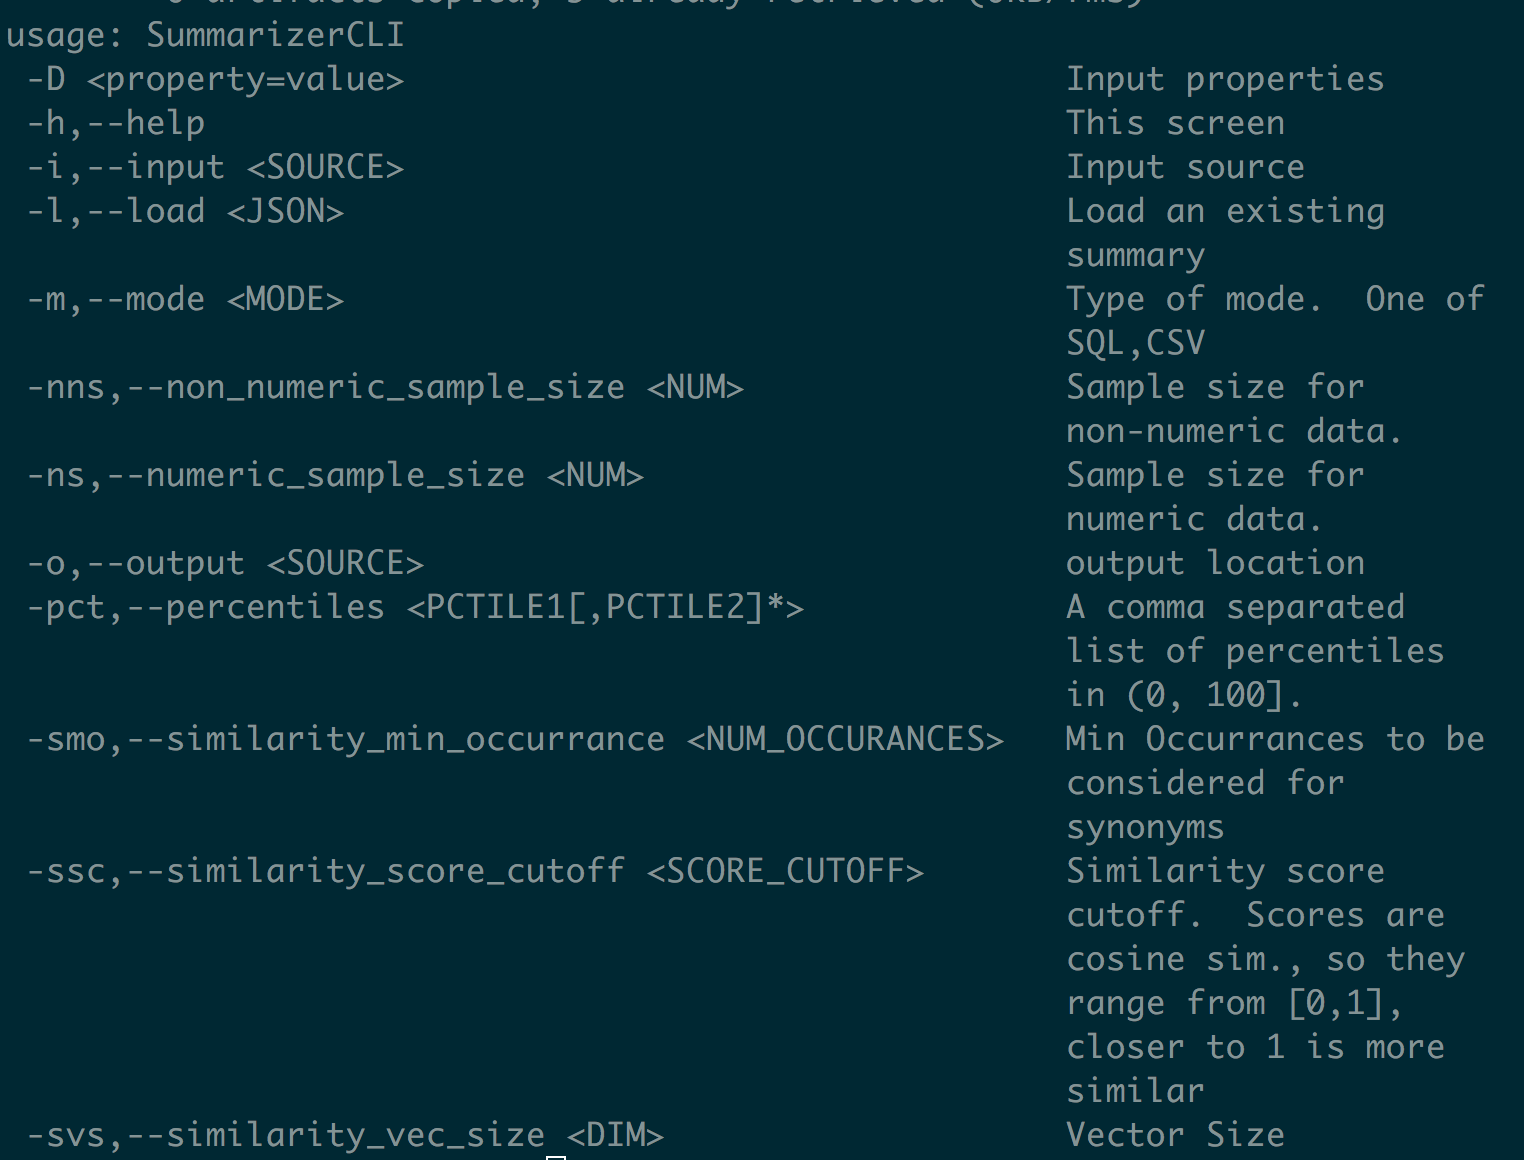 usage: SummarizerCLI
 -D <property=value>                                 Input properties
 -h,--help                                           This screen
 -i,--input <SOURCE>                                 Input source
 -l,--load <JSON>                                    Load an existing
                                                     summary
 -m,--mode <MODE>                                    Type of mode.  One of
                                                     SQL,CSV
 -nns,--non_numeric_sample_size <NUM>                Sample size for
                                                     non-numeric data.
 -ns,--numeric_sample_size <NUM>                     Sample size for
                                                     numeric data.
 -o,--output <SOURCE>                                output location
 -pct,--percentiles <PCTILE1[,PCTILE2]*>             A comma separated
                                                     list of percentiles
                                                     in (0, 100].
 -smo,--similarity_min_occurrance <NUM_OCCURANCES>   Min Occurrances to be
                                                     considered for
                                                     synonyms
 -ssc,--similarity_score_cutoff <SCORE_CUTOFF>       Similarity score
                                                     cutoff.  Scores are
                                                     cosine sim., so they
                                                     range from [0,1],
                                                     closer to 1 is more
                                                     similar
 -svs,--similarity_vec_size <DIM>                    Vector Size